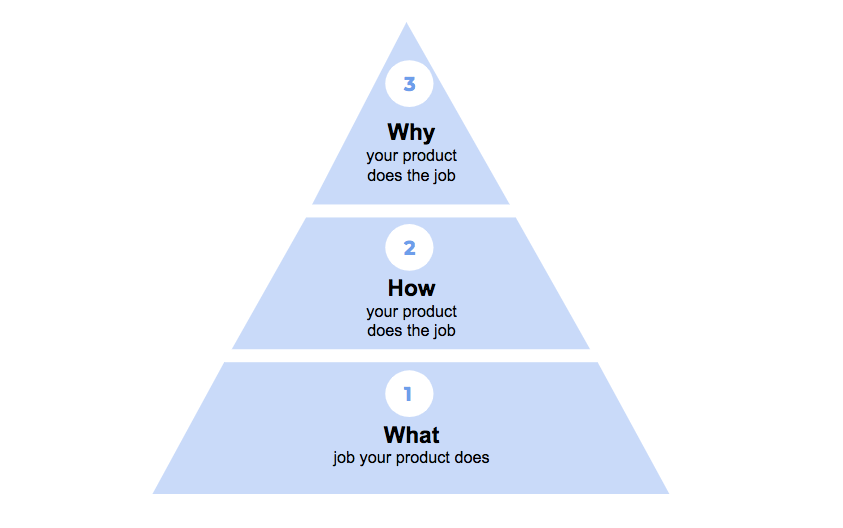 3
Why
your product
does the job
2
How
your product
does the job
1
What
job your product does